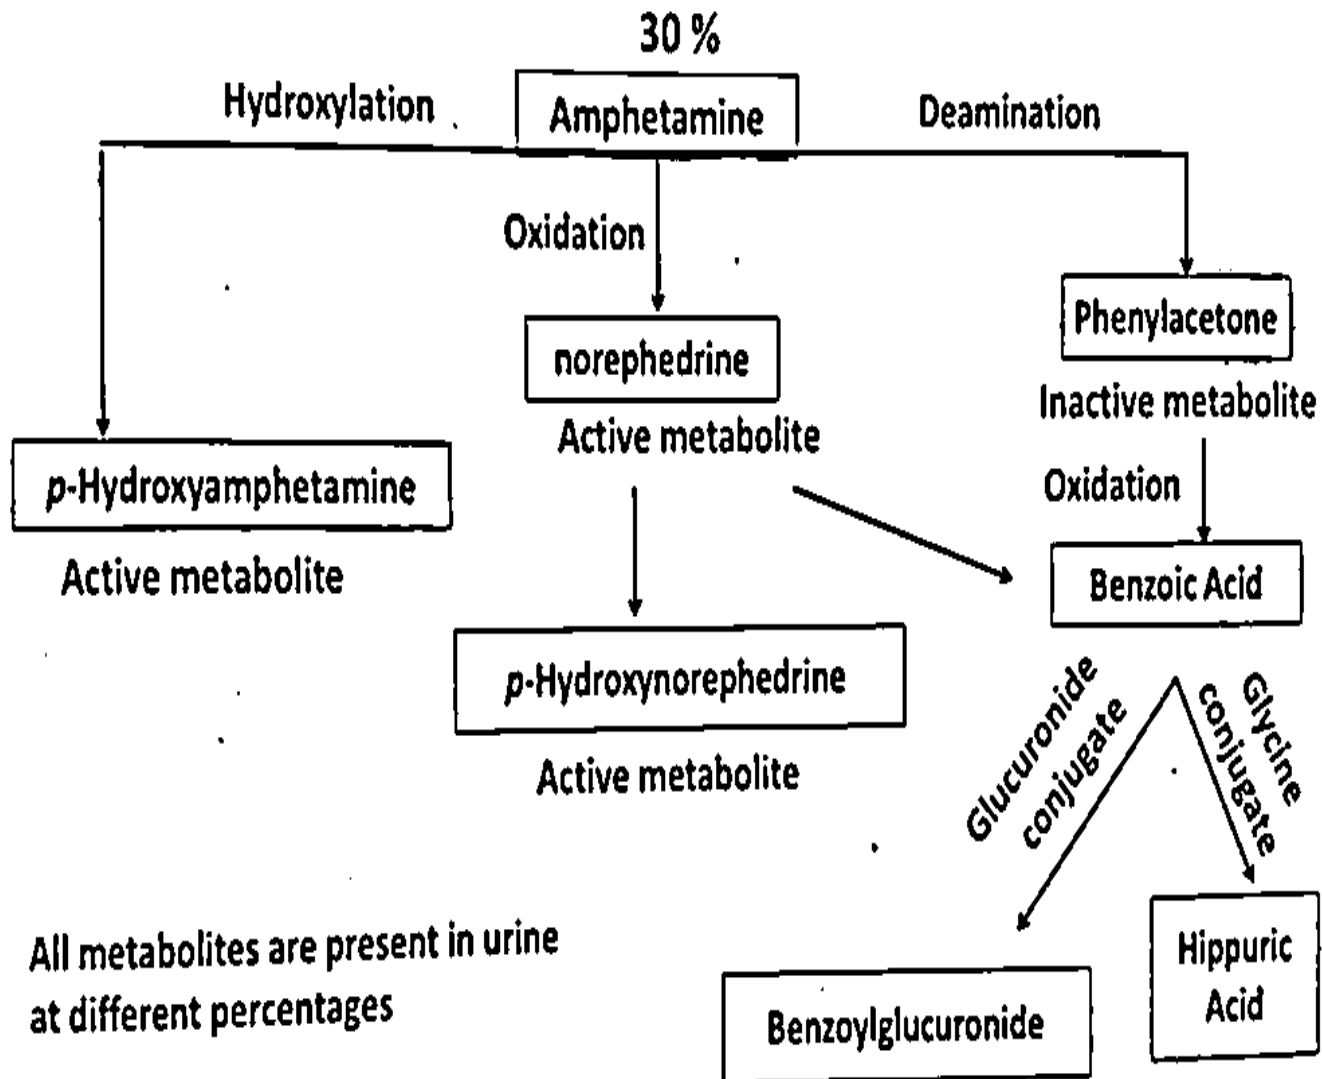 30 %
Hydroxylation
Amphetamine
Deamination
Oxidation
norephedrine
Active metabolite
Phenylacetone
Inactive metabolite
Oxidation
p-Hydroxyamphetamine
Active metabolite
Benzoic Acid
p-Hydroxynorephedrine
Active metabolite
Glucuronide
conjugate
Glycine
conjugate
Hippuric
Acid
Benzoylglucuronide
All metabolites are present in urine
at different percentages